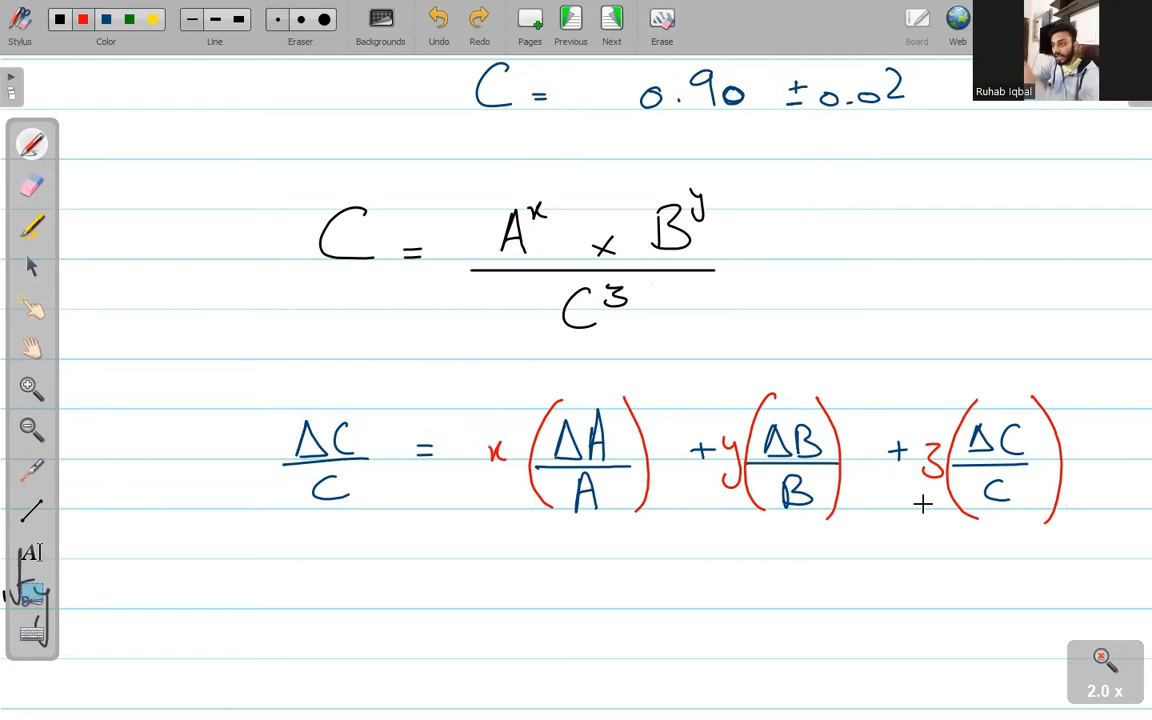 Stylus Color Line Eraser Backgrounds Undo Redo Pages Previous Next Erase Board Web
Ruhab Iqbal
C = 0.90 ± 0.02
C = A^x × B^y / C^3
ΔC / C = x (ΔA / A) + y (ΔB / B) + 3 (ΔC / C)
A
y
2.0 x